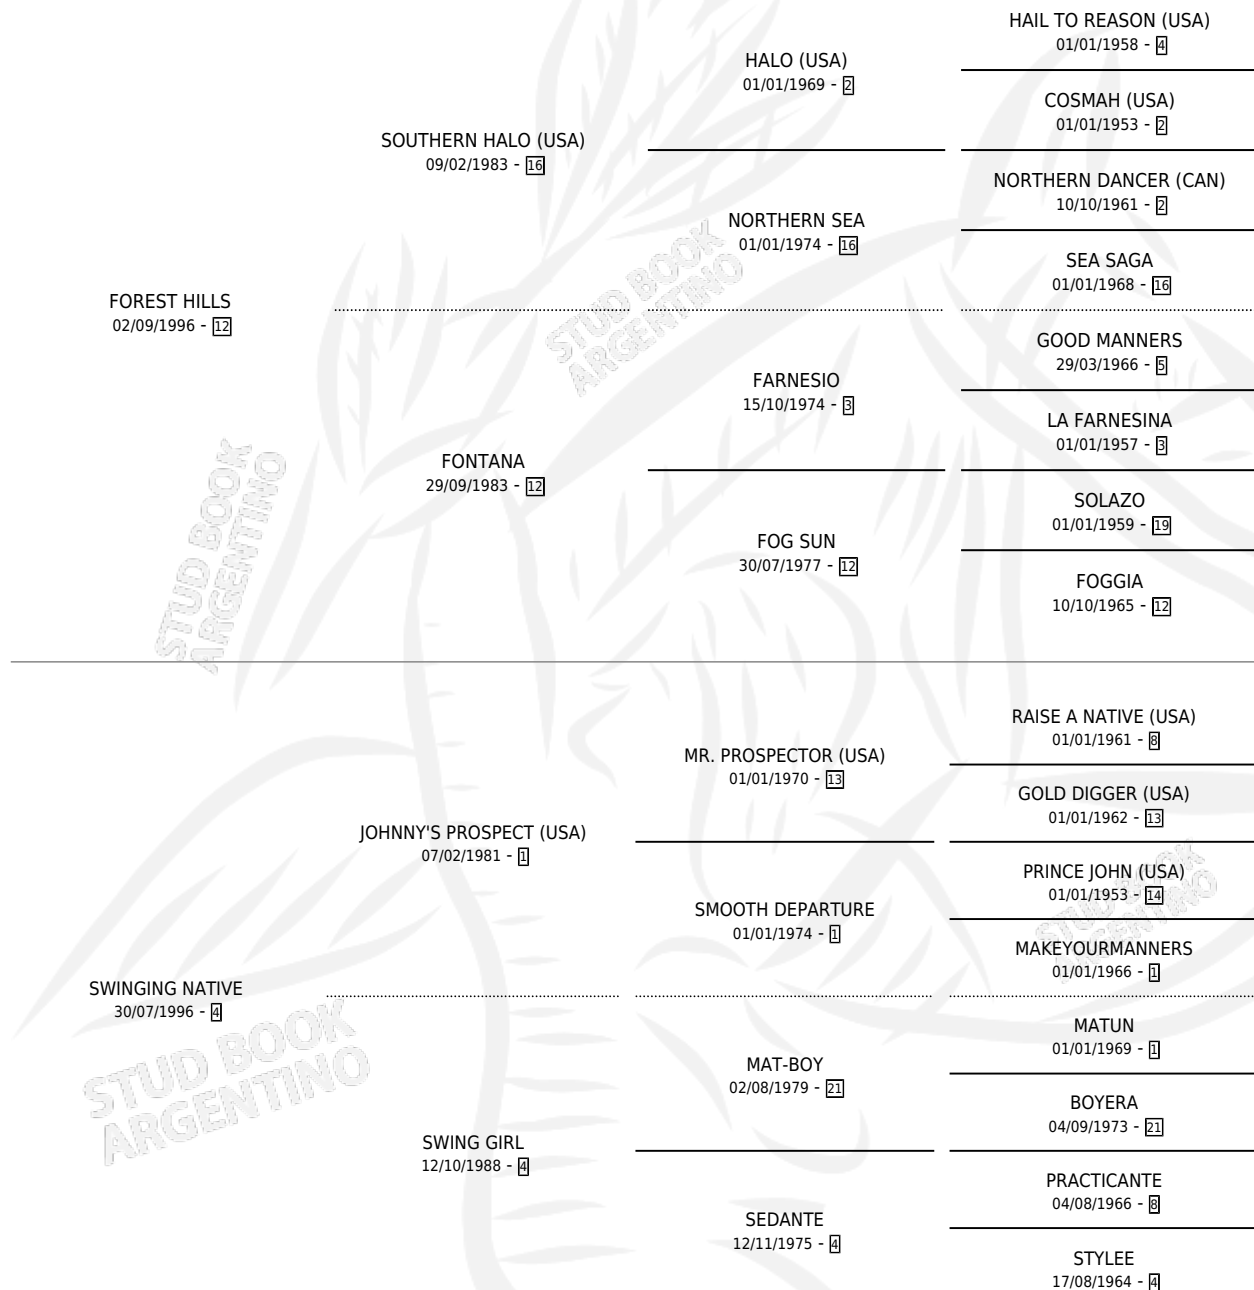 HAIL TO REASON (USA)
01/01/1958 - 4
HALO (USA)
01/01/1969 - 2
COSMAH (USA)
01/01/1953 - 2
SOUTHERN HALO (USA)
09/02/1983 - 16
NORTHERN DANCER (CAN)
10/10/1961 - 2
NORTHERN SEA
01/01/1974 - 16
SEA SAGA
01/01/1968 - 16
FOREST HILLS
02/09/1996 - 12
STUD BOOK
ARGENTINO
GOOD MANNERS
29/03/1966 - 5
FARNESIO
15/10/1974 - 3
LA FARNESINA
01/01/1957 - 3
FONTANA
29/09/1983 - 12
SOLAZO
01/01/1959 - 19
FOG SUN
30/07/1977 - 12
FOGGIA
10/10/1965 - 12
STUD BOOK
ARGENTINO
RAISE A NATIVE (USA)
01/01/1961 - 8
MR. PROSPECTOR (USA)
01/01/1970 - 13
GOLD DIGGER (USA)
01/01/1962 - 13
JOHNNY'S PROSPECT (USA)
07/02/1981 - 1
PRINCE JOHN (USA)
01/01/1953 - 14
STUD BOOK
ARGENTINO
SMOOTH DEPARTURE
01/01/1974 - 1
MAKEYOURMANNERS
01/01/1966 - 1
SWINGING NATIVE
30/07/1996 - 4
STUD BOOK
ARGENTINO
MATUN
01/01/1969 - 1
MAT-BOY
02/08/1979 - 21
BOYERA
04/09/1973 - 21
SWING GIRL
12/10/1988 - 4
PRACTICANTE
04/08/1966 - 8
SEDANTE
12/11/1975 - 4
STYLEE
17/08/1964 - 4